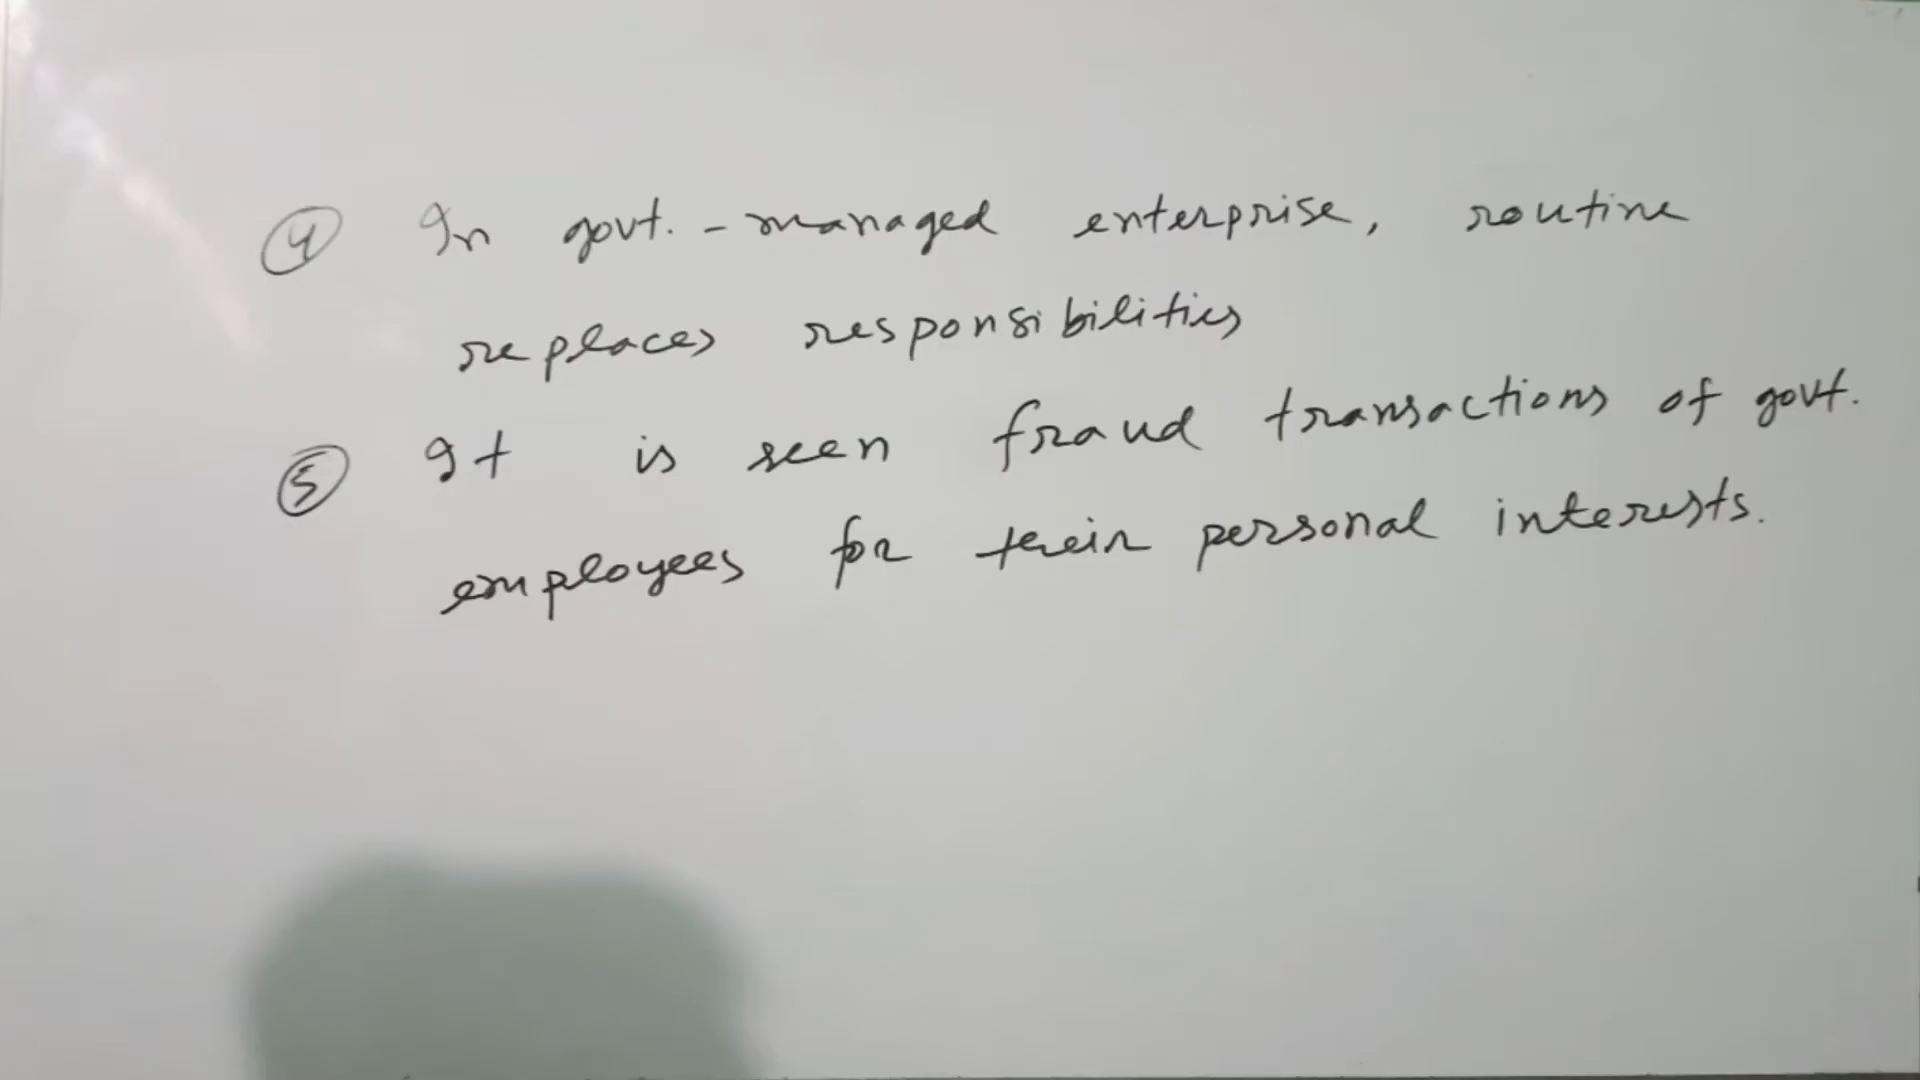 ④ In govt. - managed enterprise, routine
replaces responsibilities
⑤ It is seen fraud transactions of govt.
employees for their personal interests.